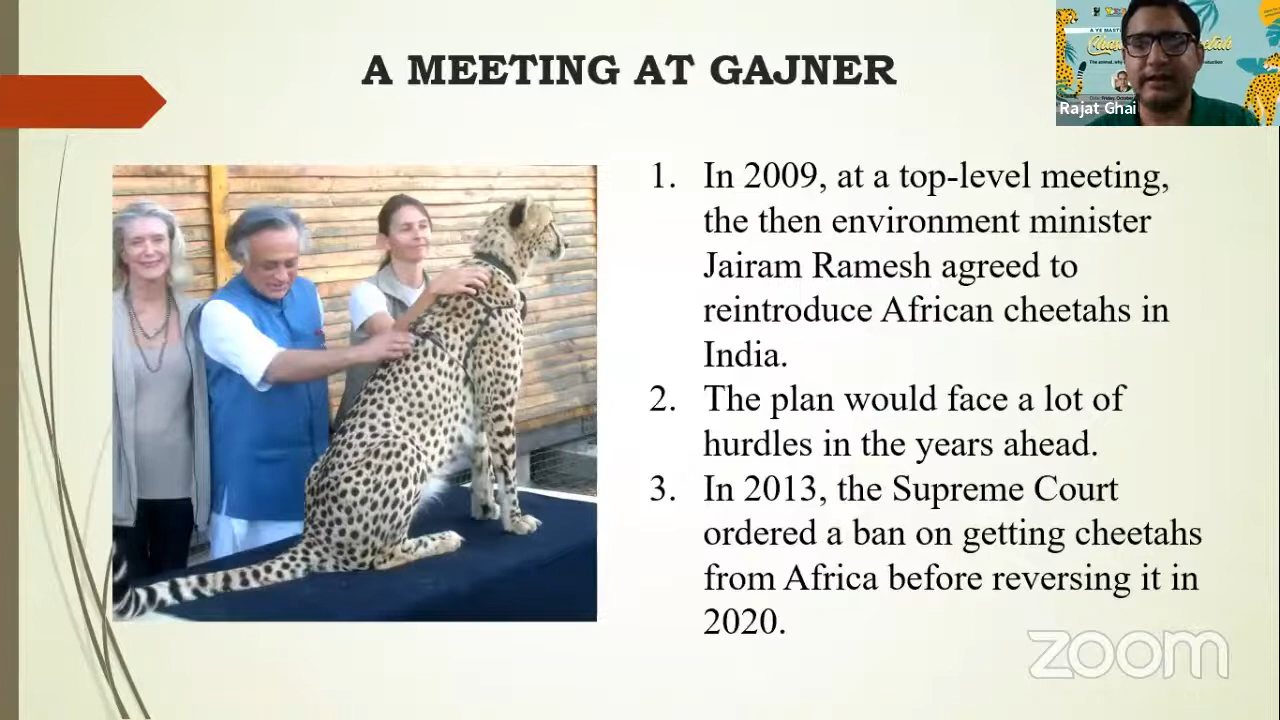 A MEETING AT GAJNER
Rajat Ghai
1. In 2009, at a top-level meeting,
the then environment minister
Jairam Ramesh agreed to
reintroduce African cheetahs in
India.
2. The plan would face a lot of
hurdles in the years ahead.
3. In 2013, the Supreme Court
ordered a ban on getting cheetahs
from Africa before reversing it in
2020.
zoom